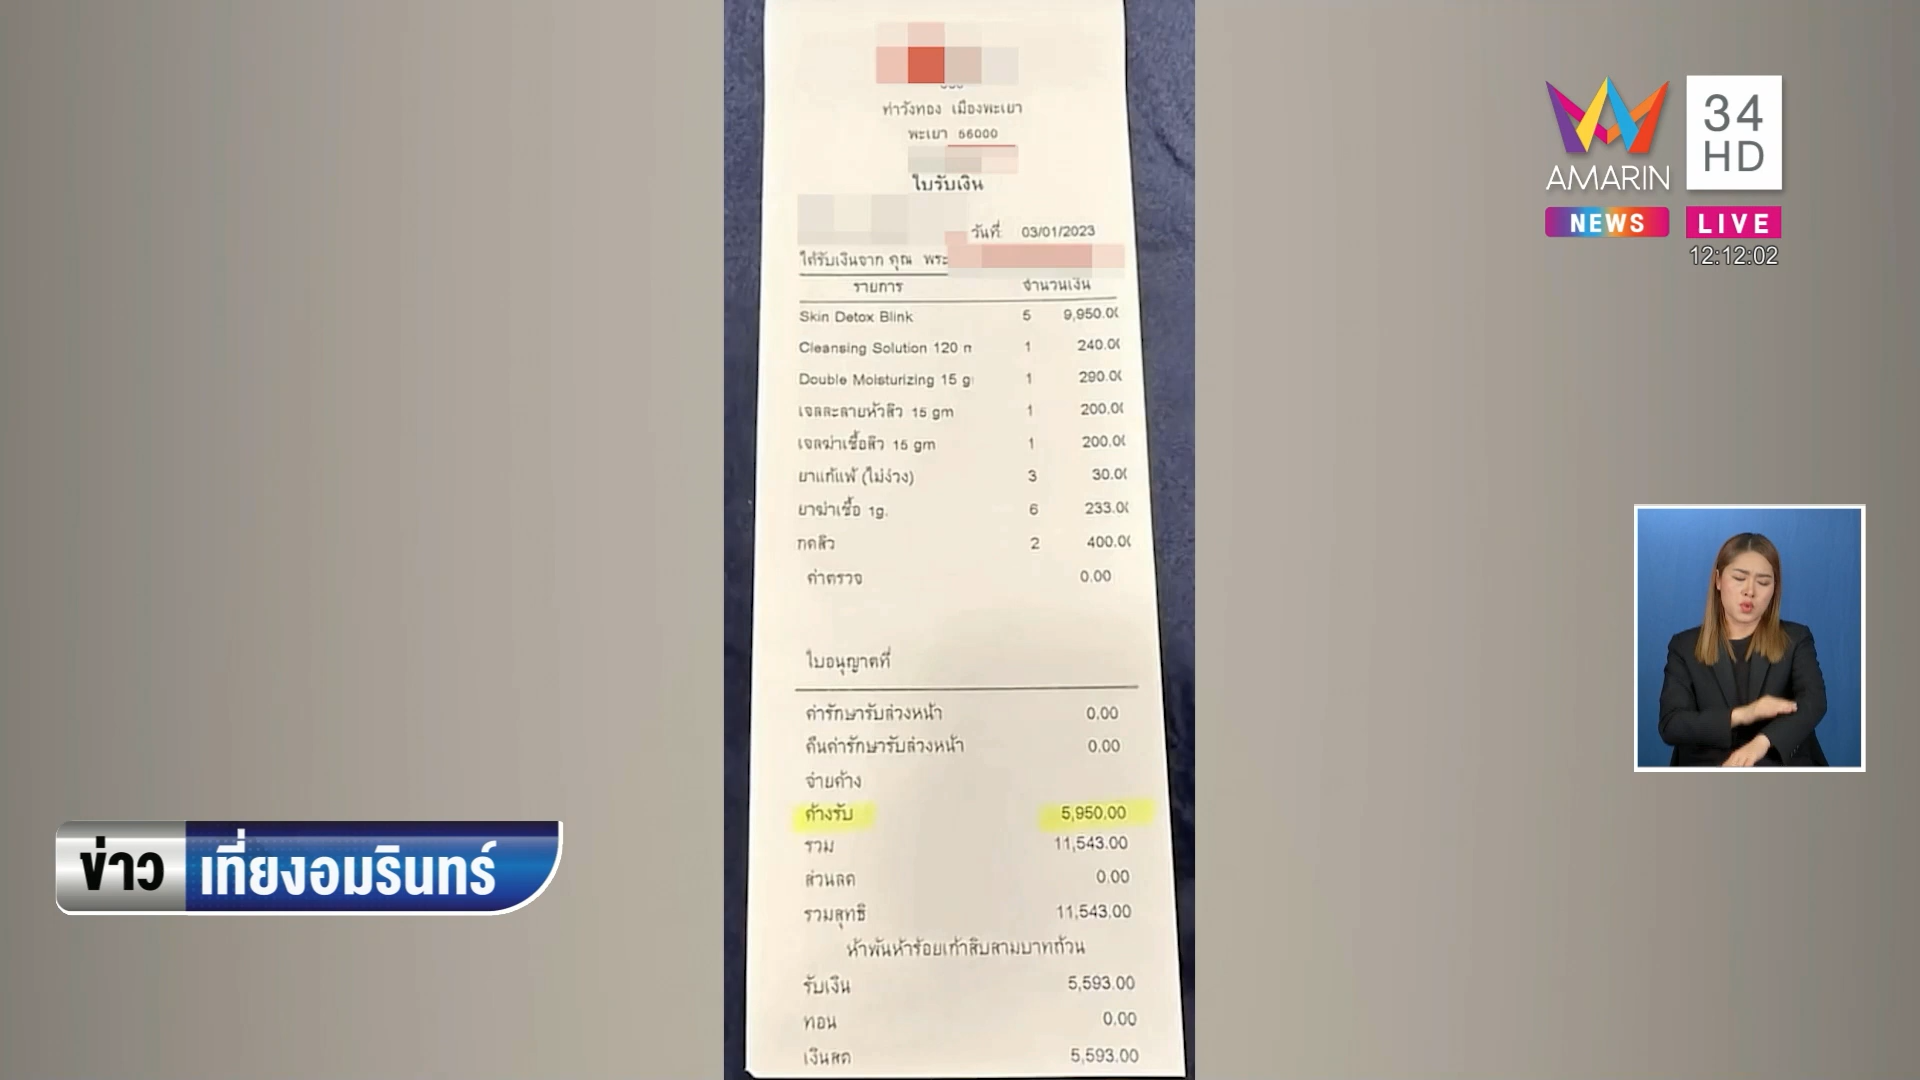 ท่าวังทอง เมืองพะเยา
พะเยา 56000
ใบรับเงิน
วันที่: 03/01/2023
ได้รับเงินจาก คุณ พระ
รายการ จำนวนเงิน
Skin Detox Blink 5 9,950.00
Cleansing Solution 120 m 1 240.00
Double Moisturizing 15 g 1 290.00
เจลละลายหัวสิว 15 gm 1 200.00
เจลฆ่าเชื้อสิว 15 gm 1 200.00
ยาแก้แพ้ (ไม่ง่วง) 3 30.00
ยาฆ่าเชื้อ 1g. 6 233.00
กดสิว 2 400.00
ค่าตรวจ 0.00
ใบอนุญาตที่
ค่ารักษารับล่วงหน้า 0.00
คืนค่ารักษารับล่วงหน้า 0.00
จ่ายค้าง
ค้างรับ 5,950.00
รวม 11,543.00
ส่วนลด 0.00
รวมสุทธิ 11,543.00
ห้าพันห้าร้อยเก้าสิบสามบาทถ้วน
รับเงิน 5,593.00
ทอน 0.00
เงินสด 5,593.00
AMARIN
34
HD
NEWS LIVE
12:12:02
ข่าว เที่ยงอมรินทร์